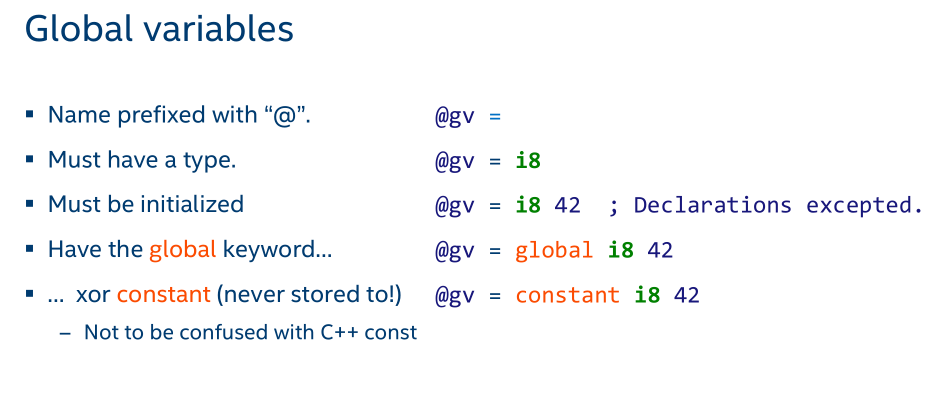 Global variables
▪ Name prefixed with “@”. @gv =
▪ Must have a type. @gv = i8
▪ Must be initialized @gv = i8 42 ; Declarations excepted.
▪ Have the global keyword... @gv = global i8 42
▪ ... xor constant (never stored to!) @gv = constant i8 42
– Not to be confused with C++ const